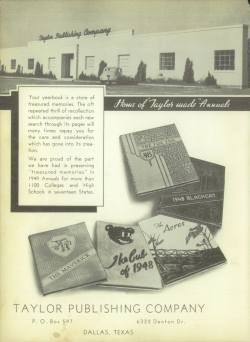 Taylor Publishing Company
Home of Taylor made Annuals
Your yearbook is a store of
treasured memories. The oft
repeated thrill of recollection
which accompanies each new
search through its pages will
many times repay you for
the care and consideration
which has gone into its crea-
tion.
We are proud of the part
we have had in preserving
"treasured memories" in
1949 Annuals for more than
1100 Colleges and High
Schools in seventeen States.
1948 BLACKCAT
The Acres
THE MAVERICK
The Cub
of
1948
TAYLOR PUBLISHING COMPANY
P. O. Box 597
6320 Denton Dr.
DALLAS, TEXAS